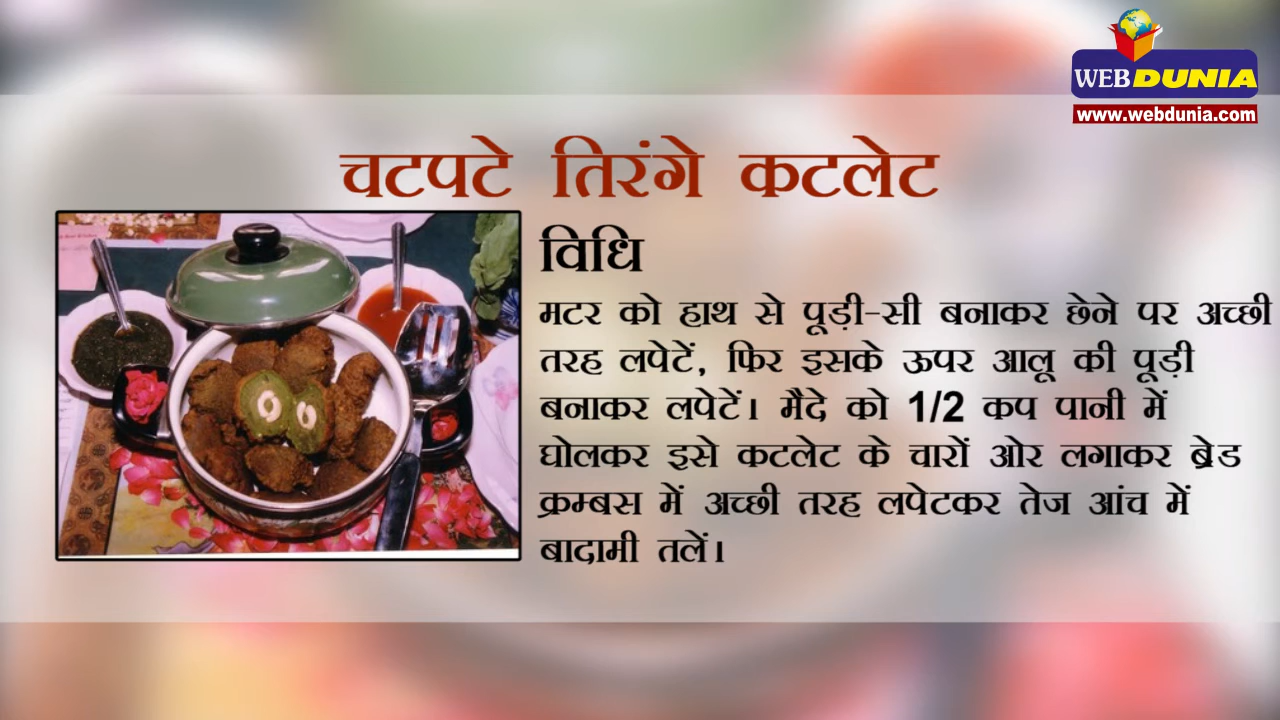 WEBDUNIA
www.webdunia.com
चटपटे तिरंगे कटलेट
विधि
मटर को हाथ से पूड़ी-सी बनाकर छेने पर अच्छी
तरह लपेटें, फिर इसके ऊपर आलू की पूड़ी
बनाकर लपेटें। मैदे को 1/2 कप पानी में
घोलकर इसे कटलेट के चारों ओर लगाकर ब्रेड
क्रम्बस में अच्छी तरह लपेटकर तेज आंच में
बादामी तलें।